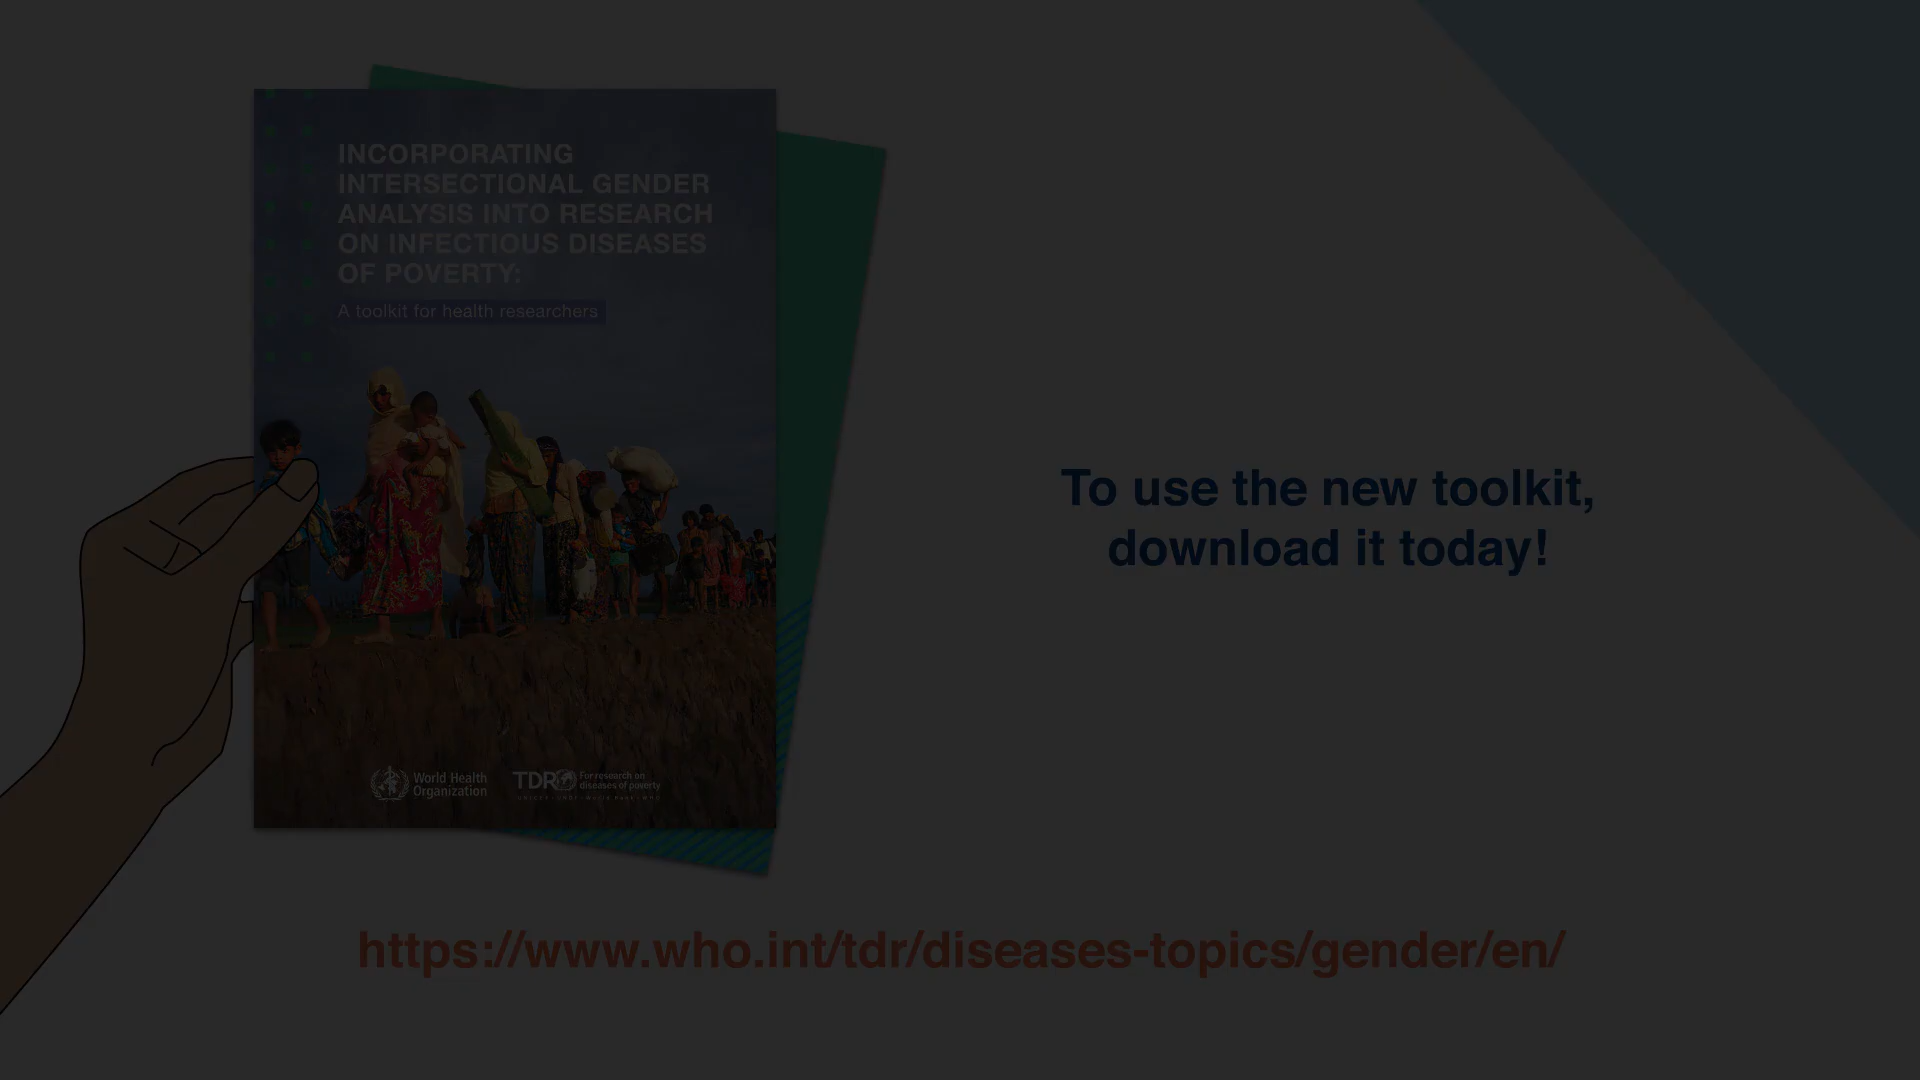 INCORPORATING
INTERSECTIONAL GENDER
ANALYSIS INTO RESEARCH
ON INFECTIOUS DISEASES
OF POVERTY:
A toolkit for health researchers
World Health
Organization
TDR For research on
diseases of poverty
To use the new toolkit,
download it today!
https://www.who.int/tdr/diseases-topics/gender/en/